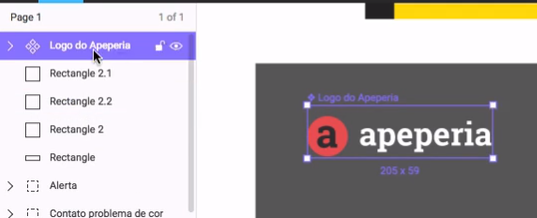 Page 1
1 of 1
Logo do Apeperia
Rectangle 2.1
Rectangle 2.2
Rectangle 2
Rectangle
Alerta
Contato problema de cor
Logo do Apeperia
a apeperia
205 x 59